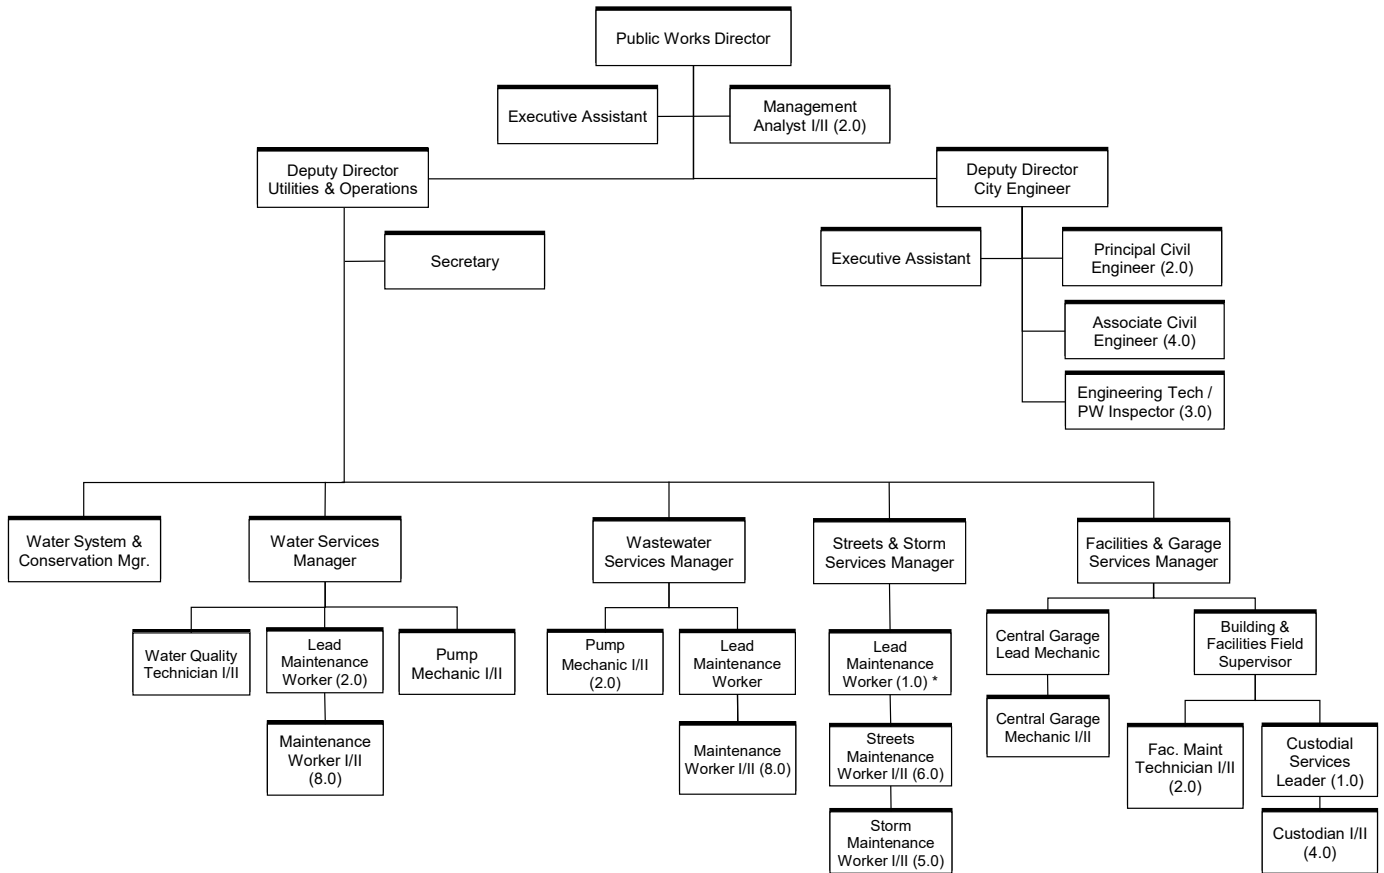 Public Works Director
Executive Assistant
Management
Analyst I/II (2.0)
Deputy Director
Utilities & Operations
Deputy Director
City Engineer
Secretary
Executive Assistant
Principal Civil
Engineer (2.0)
Associate Civil
Engineer (4.0)
Engineering Tech /
PW Inspector (3.0)
Water System &
Conservation Mgr.
Water Services
Manager
Wastewater
Services Manager
Streets & Storm
Services Manager
Facilities & Garage
Services Manager
Water Quality
Technician I/II
Lead
Maintenance
Worker (2.0)
Pump
Mechanic I/II
Pump
Mechanic I/II
(2.0)
Lead
Maintenance
Worker
Lead
Maintenance
Worker (1.0) *
Central Garage
Lead Mechanic
Building &
Facilities Field
Supervisor
Maintenance
Worker I/II
(8.0)
Maintenance
Worker I/II (8.0)
Streets
Maintenance
Worker I/II (6.0)
Central Garage
Mechanic I/II
Fac. Maint
Technician I/II
(2.0)
Custodial
Services
Leader (1.0)
Storm
Maintenance
Worker I/II (5.0)
Custodian I/II
(4.0)